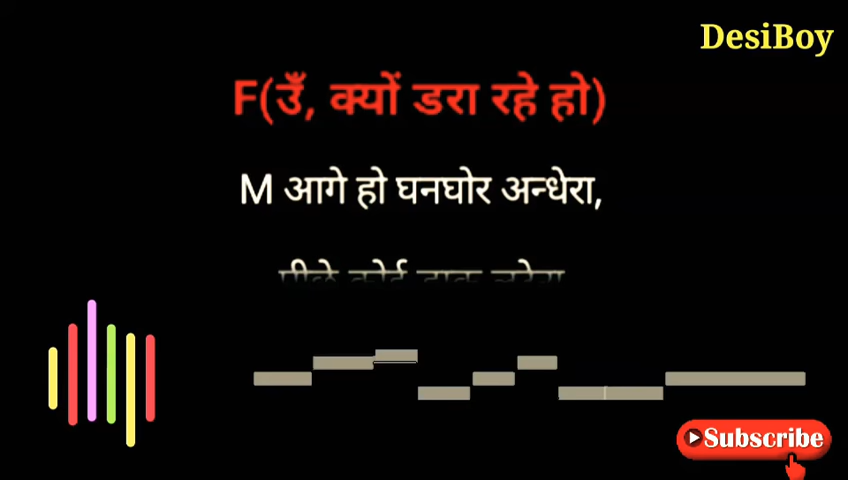 DesiBoy
F(उँ, क्यों डरा रहे हो)
M आगे हो घनघोर अन्धेरा,
Subscribe